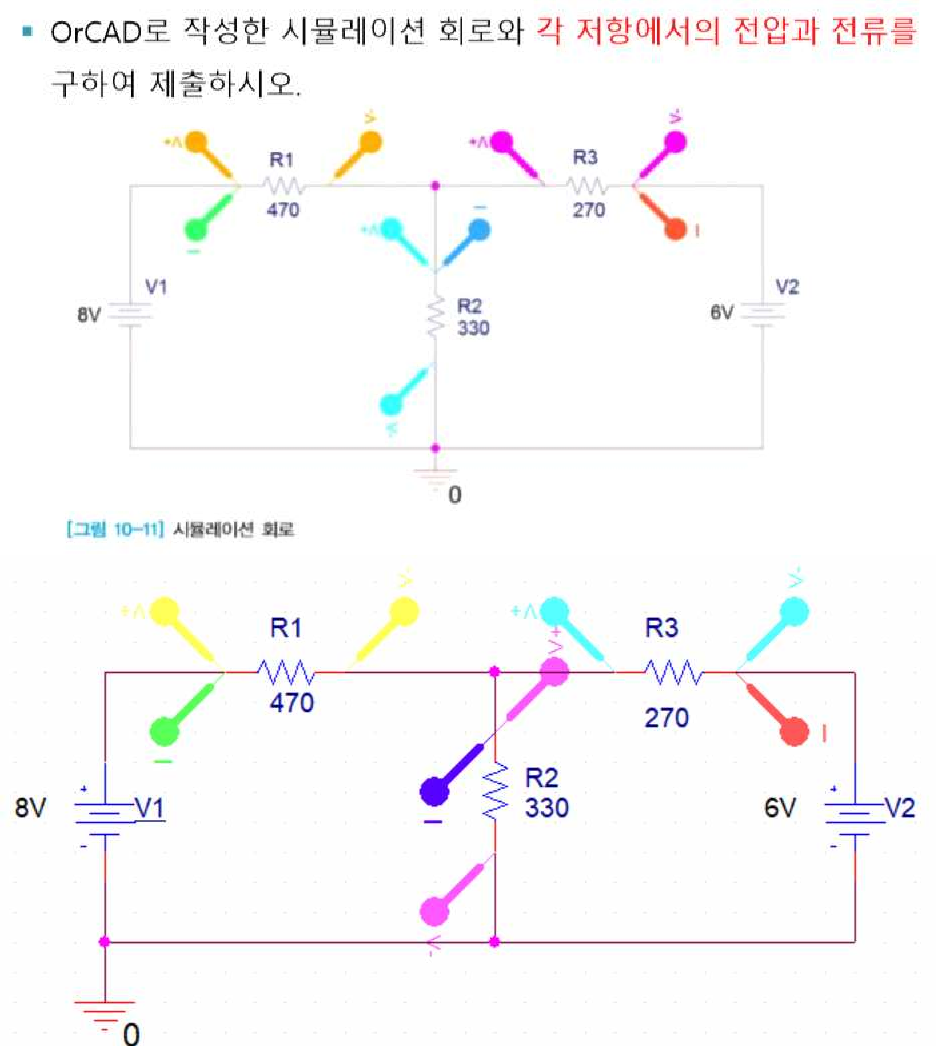 OrCAD로 작성한 시뮬레이션 회로와 각 저항에서의 전압과 전류를
구하여 제출하시오.
V+ V- V+ V-
R1 R3
470 270
V+ I
I I
V1 R2 V2
8V 330 6V
V-
0
[그림 10-11] 시뮬레이션 회로
V+ V- V+ V-
R1 V+ R3
470 270
I I
R2
8V V1 330 6V V2
+ - + -
I
V-
0